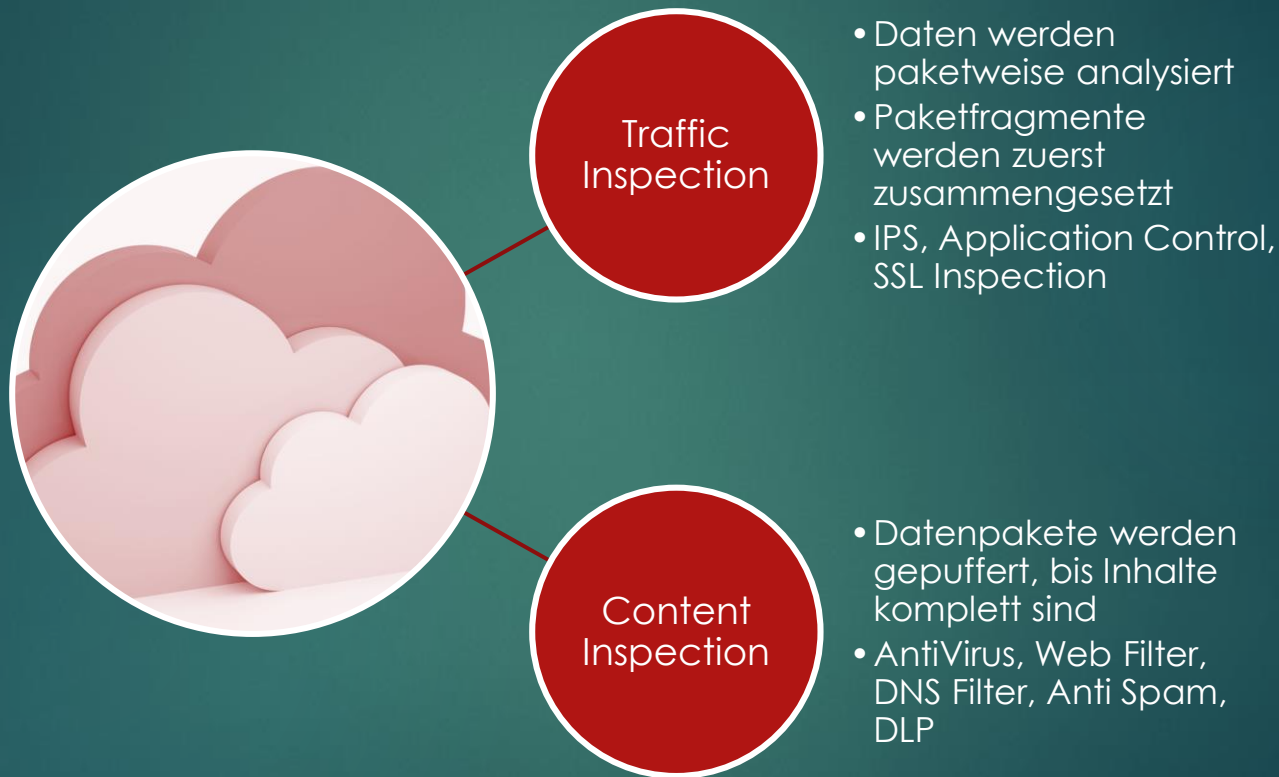 Traffic
Inspection
• Daten werden
paketweise analysiert
• Paketfragmente
werden zuerst
zusammengesetzt
• IPS, Application Control,
SSL Inspection
Content
Inspection
• Datenpakete werden
gepuffert, bis Inhalte
komplett sind
• AntiVirus, Web Filter,
DNS Filter, Anti Spam,
DLP